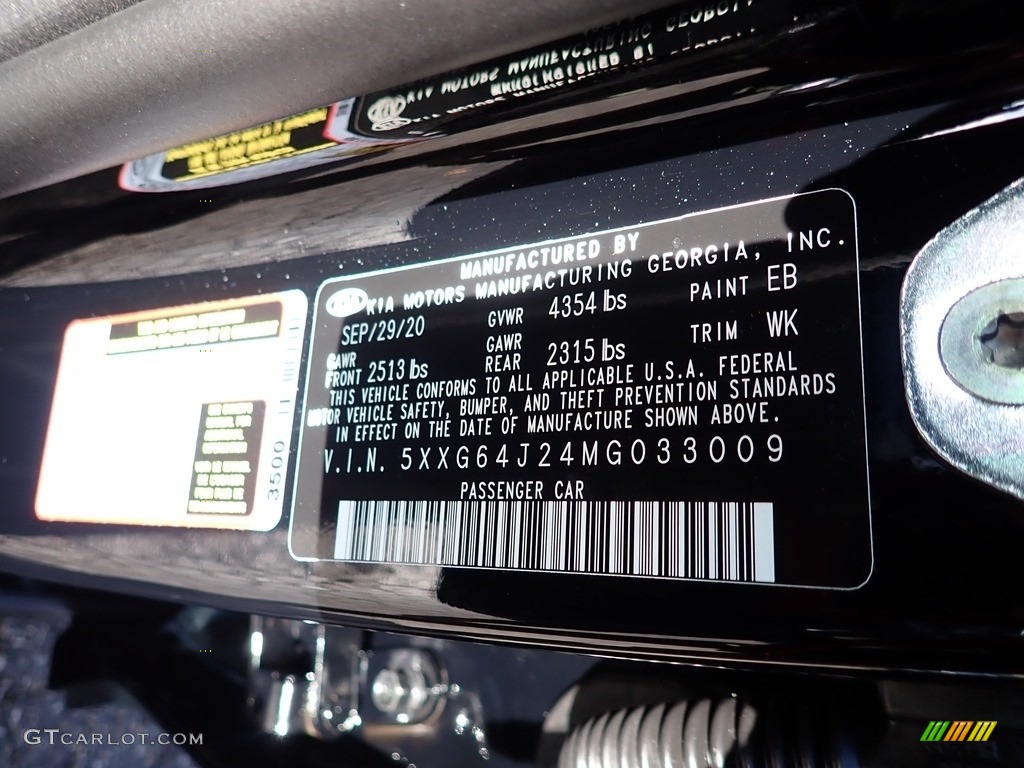 MANUFACTURED BY
KIA KIA MOTORS MANUFACTURING GEORGIA, INC.
SEP/29/20 GVWR 4354 lbs PAINT EB
GAWR FRONT 2513 lbs GAWR REAR 2315 lbs TRIM WK
THIS VEHICLE CONFORMS TO ALL APPLICABLE U.S.A. FEDERAL
MOTOR VEHICLE SAFETY, BUMPER, AND THEFT PREVENTION STANDARDS
IN EFFECT ON THE DATE OF MANUFACTURE SHOWN ABOVE.
V.I.N. 5XXG64J24MG033009
PASSENGER CAR
3500
GTCARLOT.COM